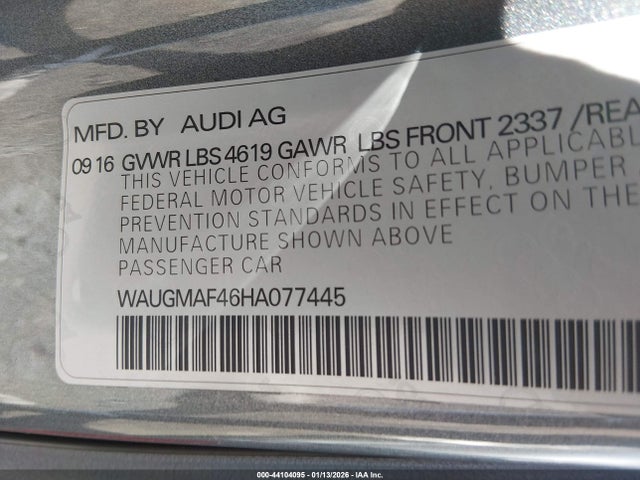 MFD. BY AUDI AG
09 16 GVWR LBS 4619 GAWR LBS FRONT 2337 /REA
THIS VEHICLE CONFORMS TO ALL APPLICABLE
FEDERAL MOTOR VEHICLE SAFETY, BUMPER
PREVENTION STANDARDS IN EFFECT ON THE
MANUFACTURE SHOWN ABOVE
PASSENGER CAR
WAUGMAF46HA077445
000-44104095 - 01/13/2026 - IAA Inc.